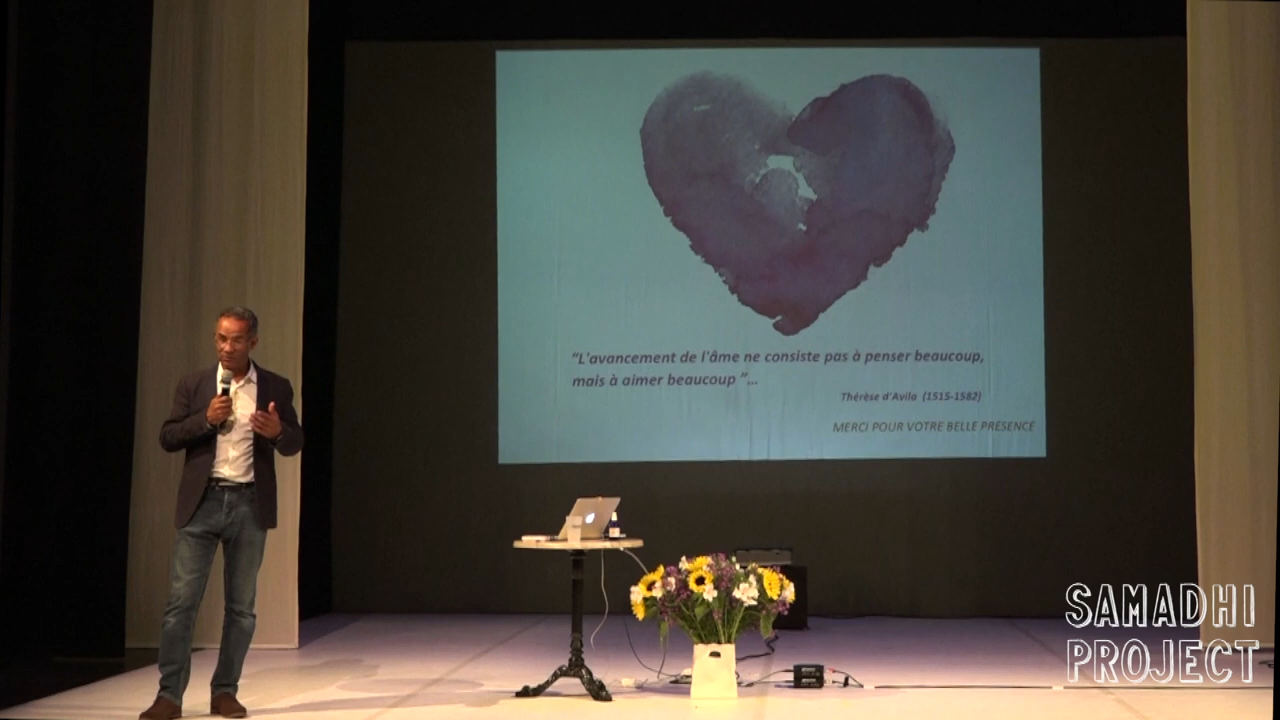 "L'avancement de l'âme ne consiste pas à penser beaucoup,
mais à aimer beaucoup "...
Thérèse d'Avila (1515-1582)
MERCI POUR VOTRE BELLE PRÉSENCE
SAMADHI
PROJECT